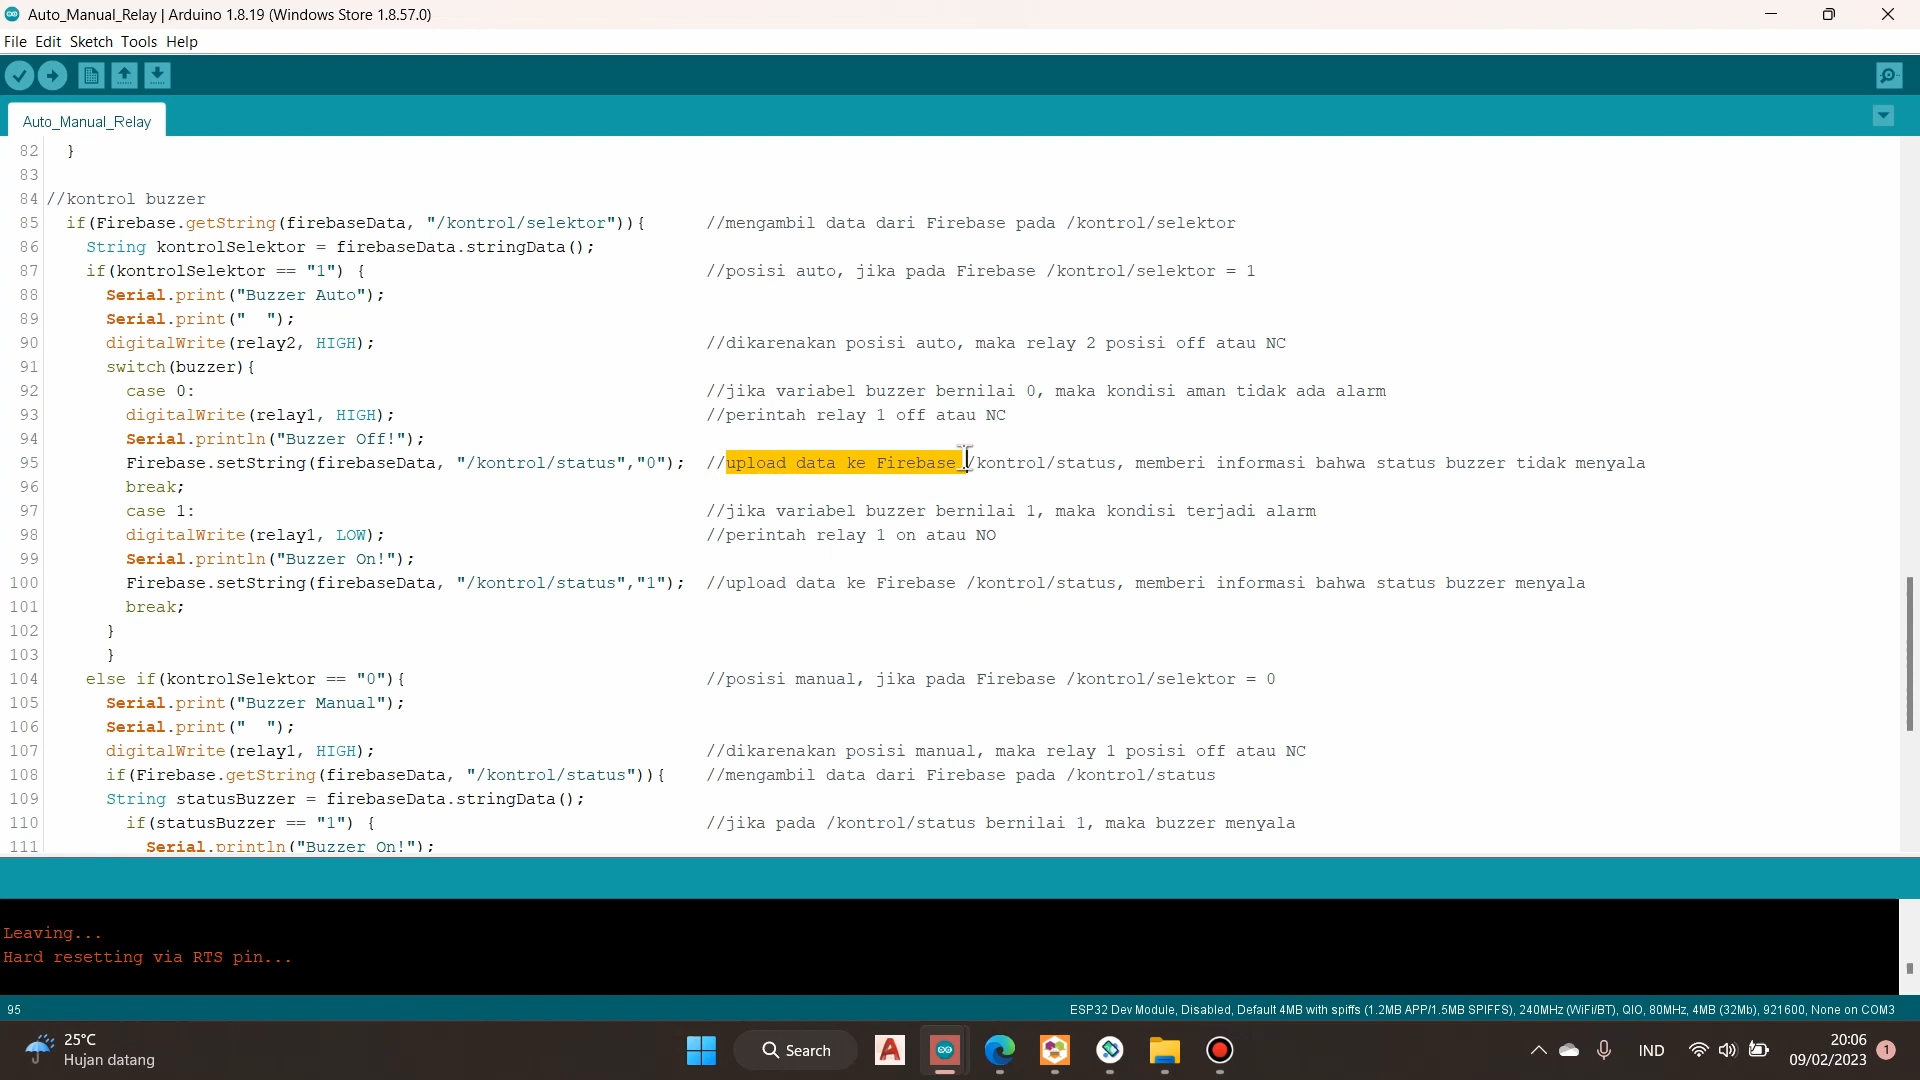 Auto_Manual_Relay | Arduino 1.8.19 (Windows Store 1.8.57.0)
File Edit Sketch Tools Help
Auto_Manual_Relay
82   }
83
84 //kontrol buzzer
85   if(Firebase.getString(firebaseData, "/kontrol/selektor")){      //mengambil data dari Firebase pada /kontrol/selektor
86     String kontrolSelektor = firebaseData.stringData();
87     if(kontrolSelektor == "1") {                                  //posisi auto, jika pada Firebase /kontrol/selektor = 1
88       Serial.print("Buzzer Auto");
89       Serial.print("  ");
90       digitalWrite(relay2, HIGH);                                 //dikarenakan posisi auto, maka relay 2 posisi off atau NC
91       switch(buzzer){
92         case 0:                                                   //jika variabel buzzer bernilai 0, maka kondisi aman tidak ada alarm
93         digitalWrite(relay1, HIGH);                               //perintah relay 1 off atau NC
94         Serial.println("Buzzer Off!");
95         Firebase.setString(firebaseData, "/kontrol/status","0");  //upload data ke Firebase /kontrol/status, memberi informasi bahwa status buzzer tidak menyala
96         break;
97         case 1:                                                   //jika variabel buzzer bernilai 1, maka kondisi terjadi alarm
98         digitalWrite(relay1, LOW);                                //perintah relay 1 on atau NO
99         Serial.println("Buzzer On!");
100         Firebase.setString(firebaseData, "/kontrol/status","1");  //upload data ke Firebase /kontrol/status, memberi informasi bahwa status buzzer menyala
101         break;
102       }
103       }
104     else if(kontrolSelektor == "0"){                              //posisi manual, jika pada Firebase /kontrol/selektor = 0
105       Serial.print("Buzzer Manual");
106       Serial.print("  ");
107       digitalWrite(relay1, HIGH);                                 //dikarenakan posisi manual, maka relay 1 posisi off atau NC
108       if(Firebase.getString(firebaseData, "/kontrol/status")){    //mengambil data dari Firebase pada /kontrol/status
109       String statusBuzzer = firebaseData.stringData();
110         if(statusBuzzer == "1") {                                 //jika pada /kontrol/status bernilai 1, maka buzzer menyala
111           Serial.println("Buzzer On!");
Leaving...
Hard resetting via RTS pin...
95
ESP32 Dev Module, Disabled, Default 4MB with spiffs (1.2MB APP/1.5MB SPIFFS), 240MHz (WiFi/BT), QIO, 80MHz, 4MB (32Mb), 921600, None on COM3
25°C
Hujan datang
Search
IND
20:06
09/02/2023
1